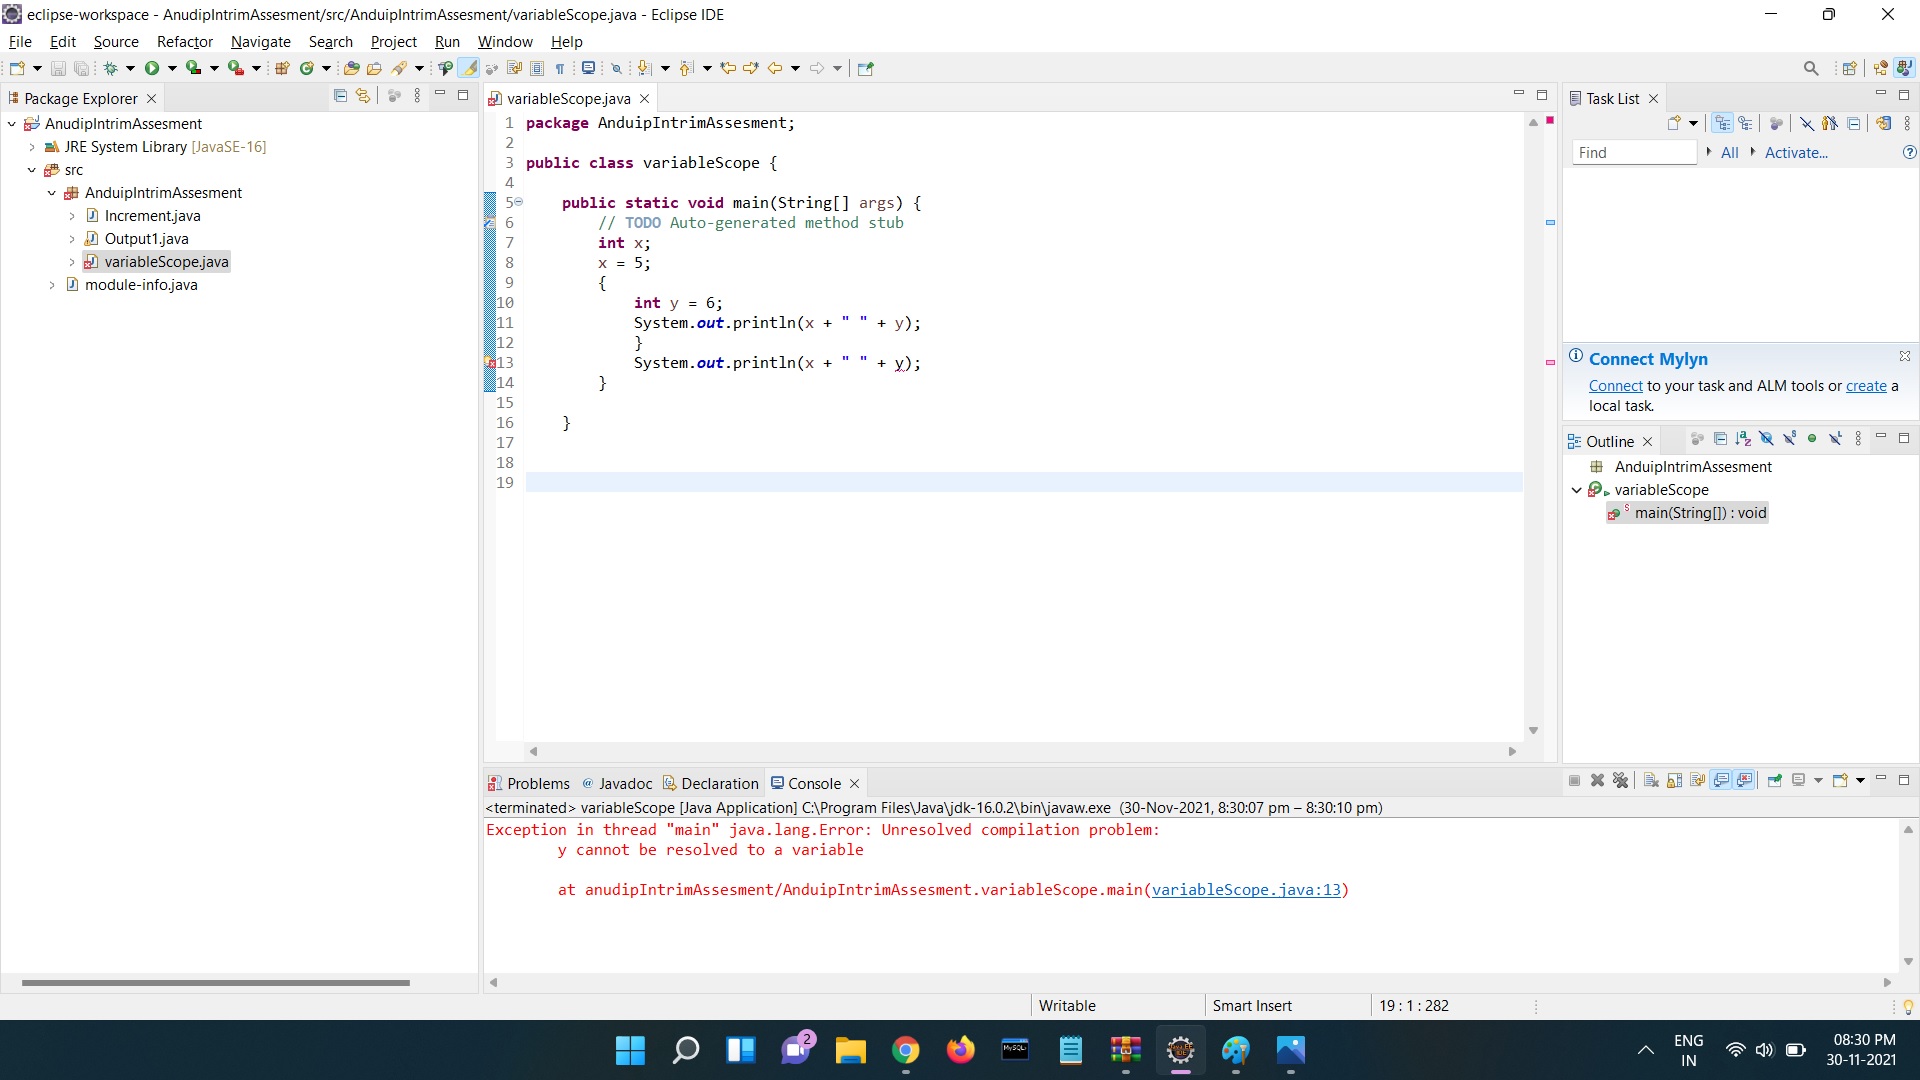 eclipse-workspace - AnudipIntrimAssesment/src/AnduipIntrimAssesment/variableScope.java - Eclipse IDE
File Edit Source Refactor Navigate Search Project Run Window Help
Package Explorer
AnudipIntrimAssesment
JRE System Library [JavaSE-16]
src
AnduipIntrimAssesment
Increment.java
Output1.java
variableScope.java
module-info.java
variableScope.java
1 package AnduipIntrimAssesment;
2
3 public class variableScope {
4
5 public static void main(String[] args) {
6 // TODO Auto-generated method stub
7 int x;
8 x = 5;
9 {
10 int y = 6;
11 System.out.println(x + " " + y);
12 }
13 System.out.println(x + " " + y);
14 }
15
16 }
17
18
19
Task List
Find All Activate...
Connect Mylyn
Connect to your task and ALM tools or create a
local task.
Outline
AnduipIntrimAssesment
variableScope
main(String[]) : void
Problems Javadoc Declaration Console
<terminated> variableScope [Java Application] C:\Program Files\Java\jdk-16.0.2\bin\javaw.exe (30-Nov-2021, 8:30:07 pm – 8:30:10 pm)
Exception in thread "main" java.lang.Error: Unresolved compilation problem:
y cannot be resolved to a variable
at anudipIntrimAssesment/AnduipIntrimAssesment.variableScope.main(variableScope.java:13)
Writable Smart Insert 19 : 1 : 282
2
MySQL
ENG
IN
08:30 PM
30-11-2021